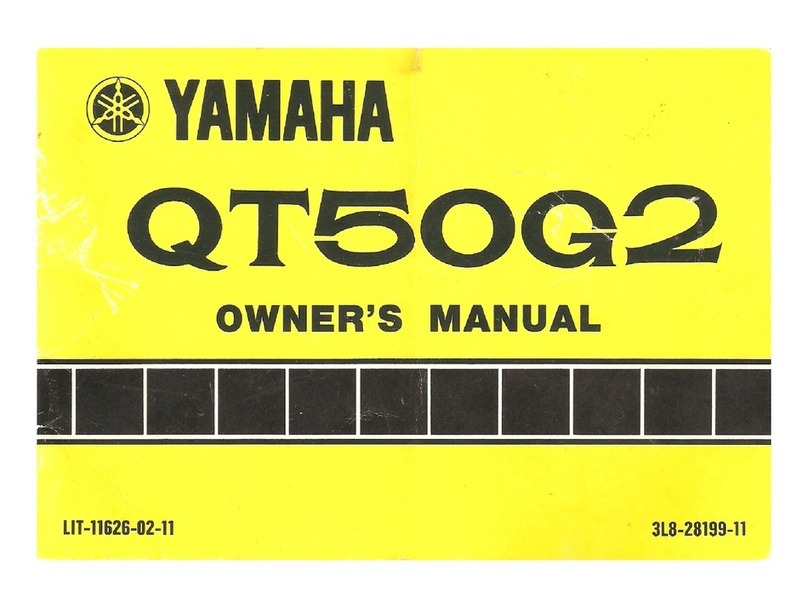 YAMAHA
QT50G2
OWNER'S MANUAL
LIT-11626-02-11
3L8-28199-11